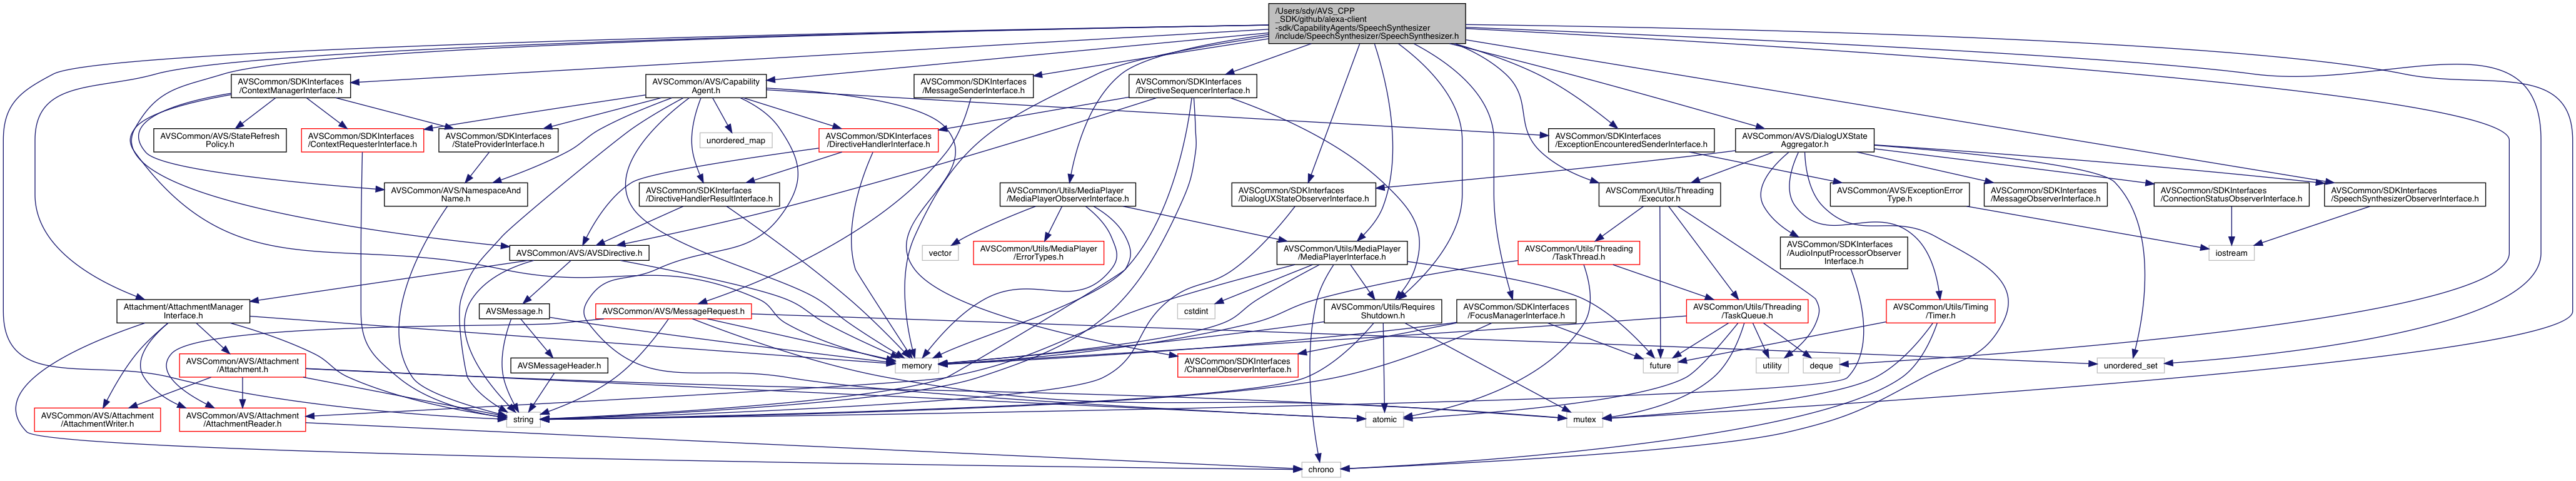 /Users/sdy/AVS_CPP
_SDK/github/alexa-client
-sdk/CapabilityAgents/SpeechSynthesizer
/include/SpeechSynthesizer/SpeechSynthesizer.h
AVSCommon/SDKInterfaces
/ContextManagerInterface.h
AVSCommon/AVS/Capability
Agent.h
AVSCommon/SDKInterfaces
/MessageSenderInterface.h
AVSCommon/SDKInterfaces
/DirectiveSequencerInterface.h
AVSCommon/AVS/StateRefresh
Policy.h
AVSCommon/SDKInterfaces
/ContextRequesterInterface.h
AVSCommon/SDKInterfaces
/StateProviderInterface.h
unordered_map
AVSCommon/SDKInterfaces
/DirectiveHandlerInterface.h
AVSCommon/SDKInterfaces
/ExceptionEncounteredSenderInterface.h
AVSCommon/AVS/DialogUXState
Aggregator.h
AVSCommon/AVS/NamespaceAnd
Name.h
AVSCommon/SDKInterfaces
/DirectiveHandlerResultInterface.h
AVSCommon/Utils/MediaPlayer
/MediaPlayerObserverInterface.h
AVSCommon/SDKInterfaces
/DialogUXStateObserverInterface.h
AVSCommon/Utils/Threading
/Executor.h
AVSCommon/AVS/ExceptionError
Type.h
AVSCommon/SDKInterfaces
/MessageObserverInterface.h
AVSCommon/SDKInterfaces
/ConnectionStatusObserverInterface.h
AVSCommon/SDKInterfaces
/SpeechSynthesizerObserverInterface.h
AVSCommon/AVS/AVSDirective.h
vector
AVSCommon/Utils/MediaPlayer
/ErrorTypes.h
AVSCommon/Utils/MediaPlayer
/MediaPlayerInterface.h
AVSCommon/Utils/Threading
/TaskThread.h
AVSCommon/SDKInterfaces
/AudioInputProcessorObserver
Interface.h
iostream
Attachment/AttachmentManager
Interface.h
AVSMessage.h
AVSCommon/AVS/MessageRequest.h
cstdint
AVSCommon/Utils/Requires
Shutdown.h
AVSCommon/SDKInterfaces
/FocusManagerInterface.h
AVSCommon/Utils/Threading
/TaskQueue.h
AVSCommon/Utils/Timing
/Timer.h
AVSCommon/AVS/Attachment
/Attachment.h
AVSMessageHeader.h
memory
AVSCommon/SDKInterfaces
/ChannelObserverInterface.h
future
utility
deque
unordered_set
AVSCommon/AVS/Attachment
/AttachmentWriter.h
AVSCommon/AVS/Attachment
/AttachmentReader.h
string
atomic
mutex
chrono